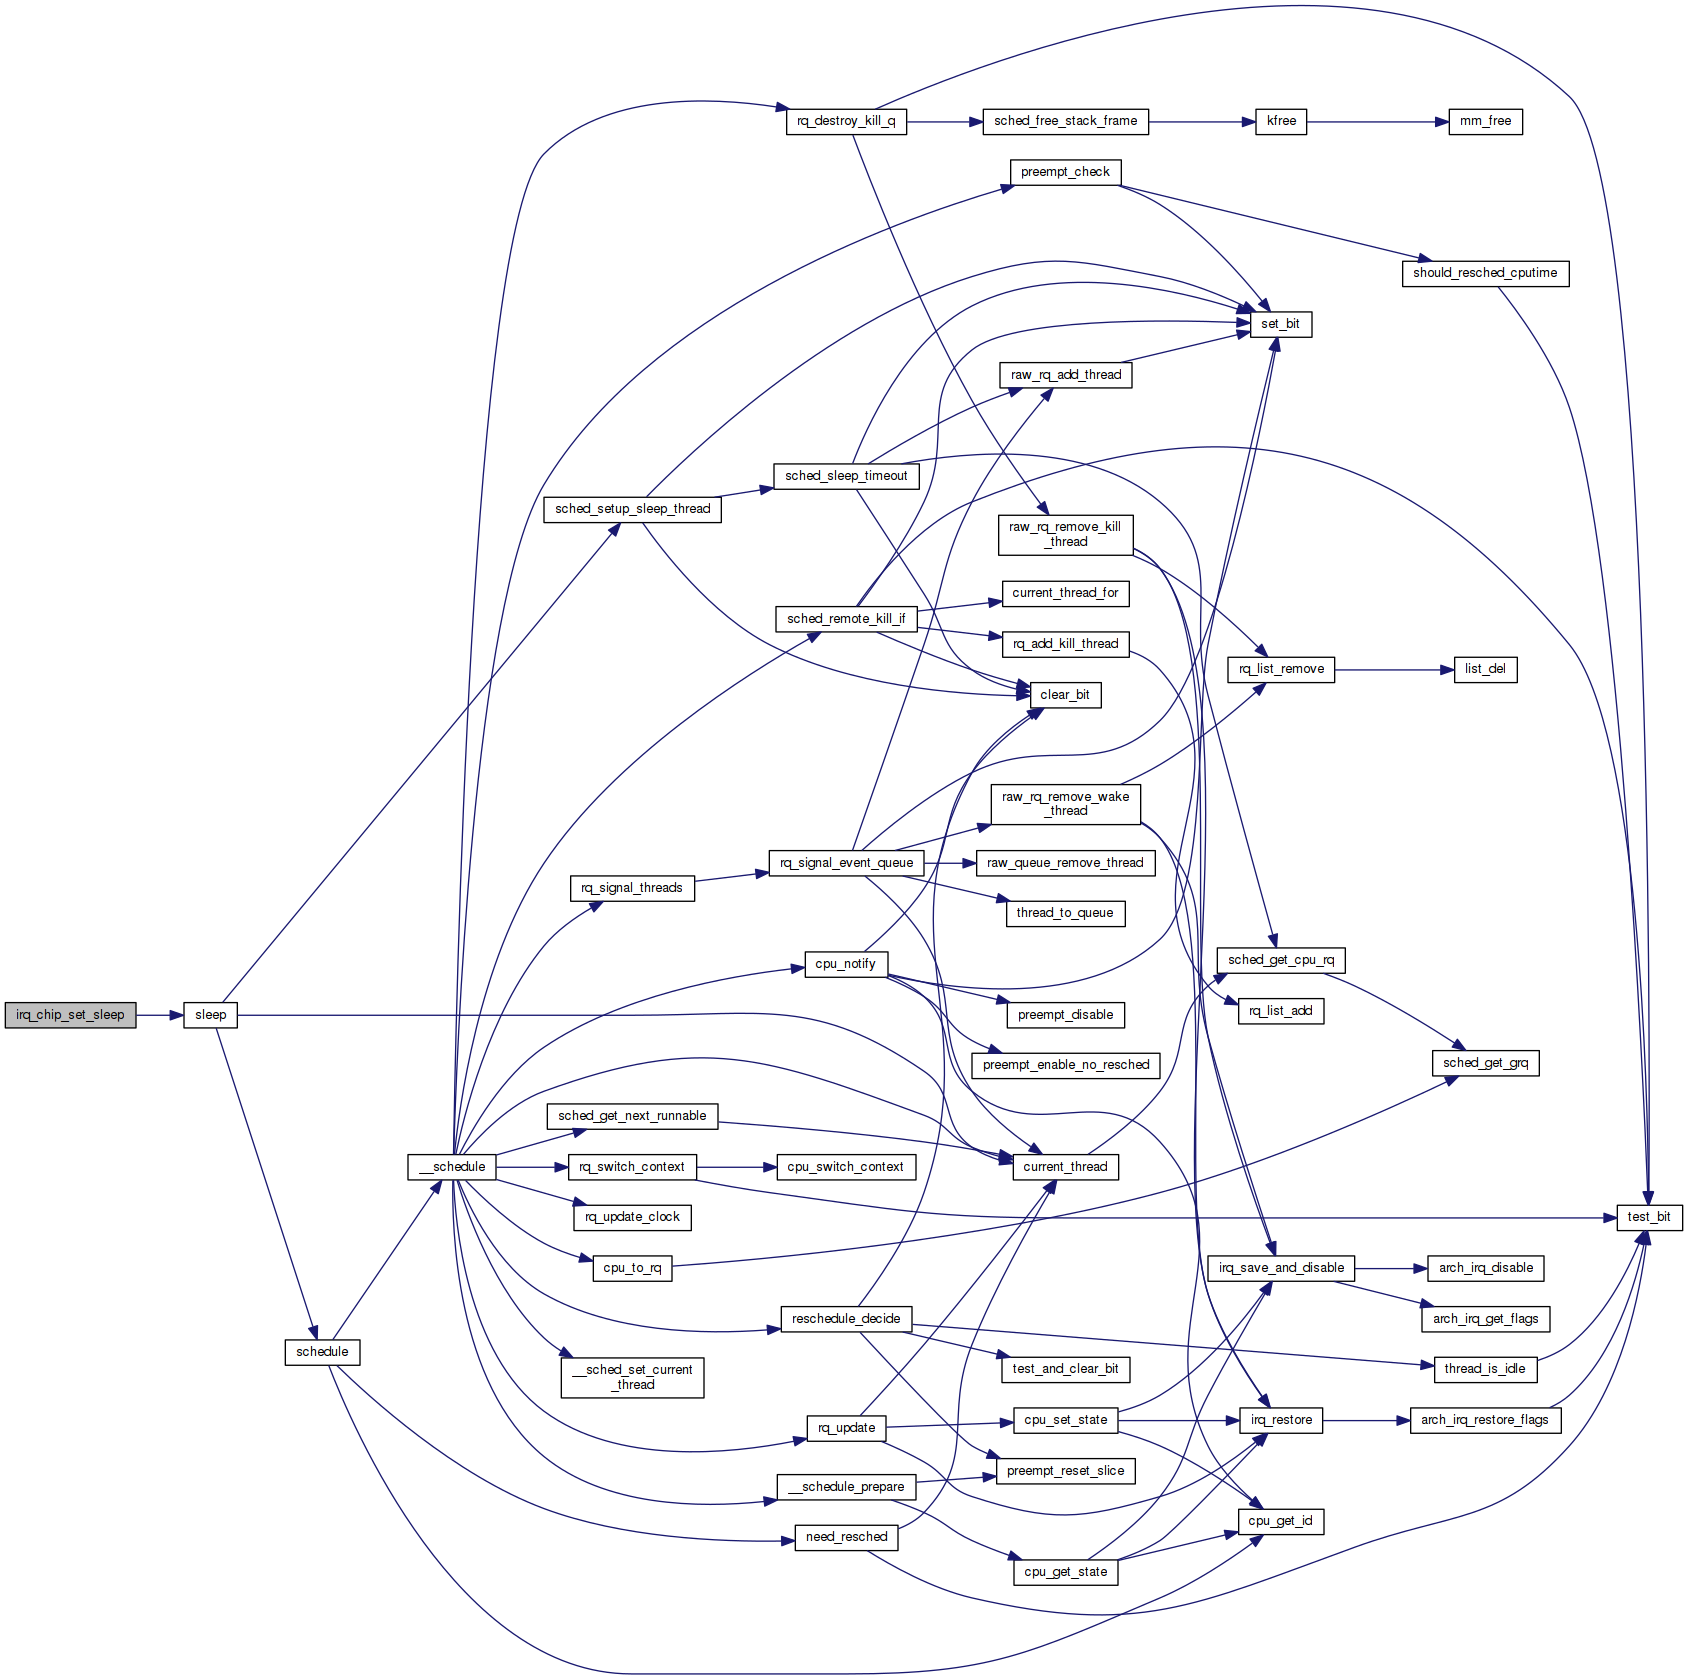 rq_destroy_kill_q
sched_free_stack_frame
kfree
mm_free
preempt_check
should_resched_cputime
set_bit
raw_rq_add_thread
sched_sleep_timeout
sched_setup_sleep_thread
raw_rq_remove_kill
_thread
current_thread_for
sched_remote_kill_if
rq_add_kill_thread
rq_list_remove
list_del
clear_bit
raw_rq_remove_wake
_thread
rq_signal_event_queue
raw_queue_remove_thread
rq_signal_threads
thread_to_queue
cpu_notify
sched_get_cpu_rq
irq_chip_set_sleep
sleep
preempt_disable
rq_list_add
preempt_enable_no_resched
sched_get_grq
sched_get_next_runnable
__schedule
rq_switch_context
cpu_switch_context
current_thread
rq_update_clock
test_bit
cpu_to_rq
irq_save_and_disable
arch_irq_disable
reschedule_decide
arch_irq_get_flags
schedule
__sched_set_current
_thread
test_and_clear_bit
thread_is_idle
rq_update
cpu_set_state
irq_restore
arch_irq_restore_flags
preempt_reset_slice
__schedule_prepare
cpu_get_id
need_resched
cpu_get_state